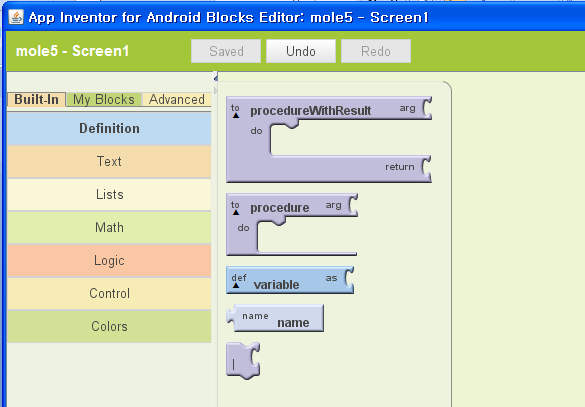 App Inventor for Android Blocks Editor: mole5 - Screen1
mole5 - Screen1 Saved Undo Redo
Built-In My Blocks Advanced
Definition
Text
Lists
Math
Logic
Control
Colors
to procedureWithResult arg
do
return
to procedure arg
do
def variable as
name name